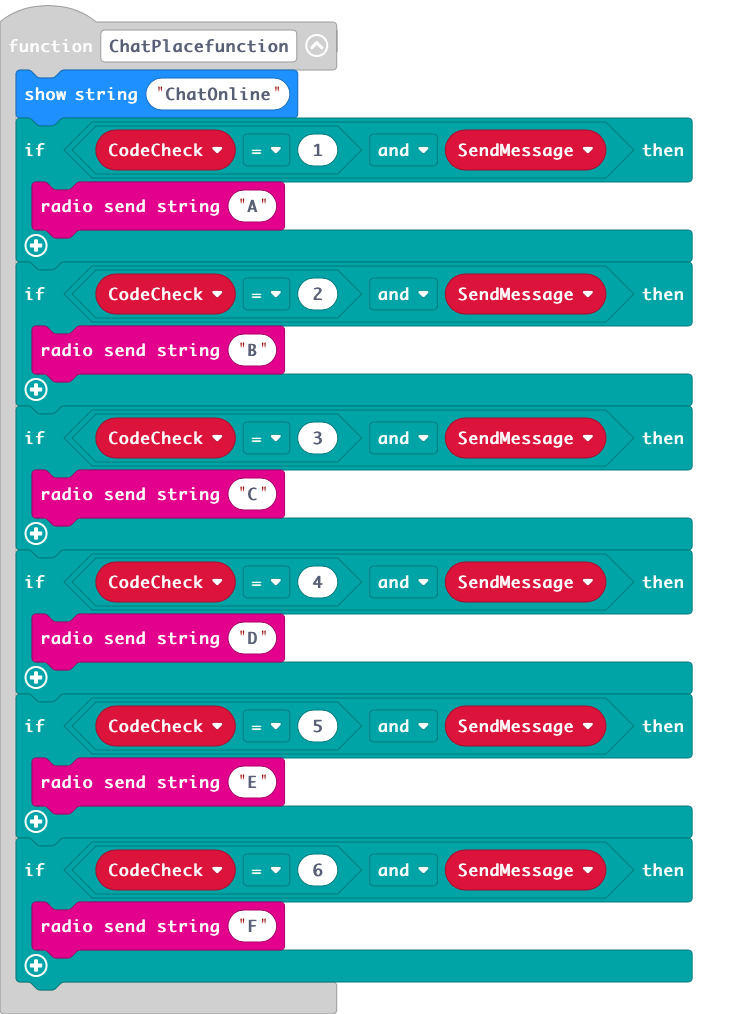 function ChatPlacefunction
show string "ChatOnline"
if CodeCheck = 1 and SendMessage then
radio send string "A"
if CodeCheck = 2 and SendMessage then
radio send string "B"
if CodeCheck = 3 and SendMessage then
radio send string "C"
if CodeCheck = 4 and SendMessage then
radio send string "D"
if CodeCheck = 5 and SendMessage then
radio send string "E"
if CodeCheck = 6 and SendMessage then
radio send string "F"